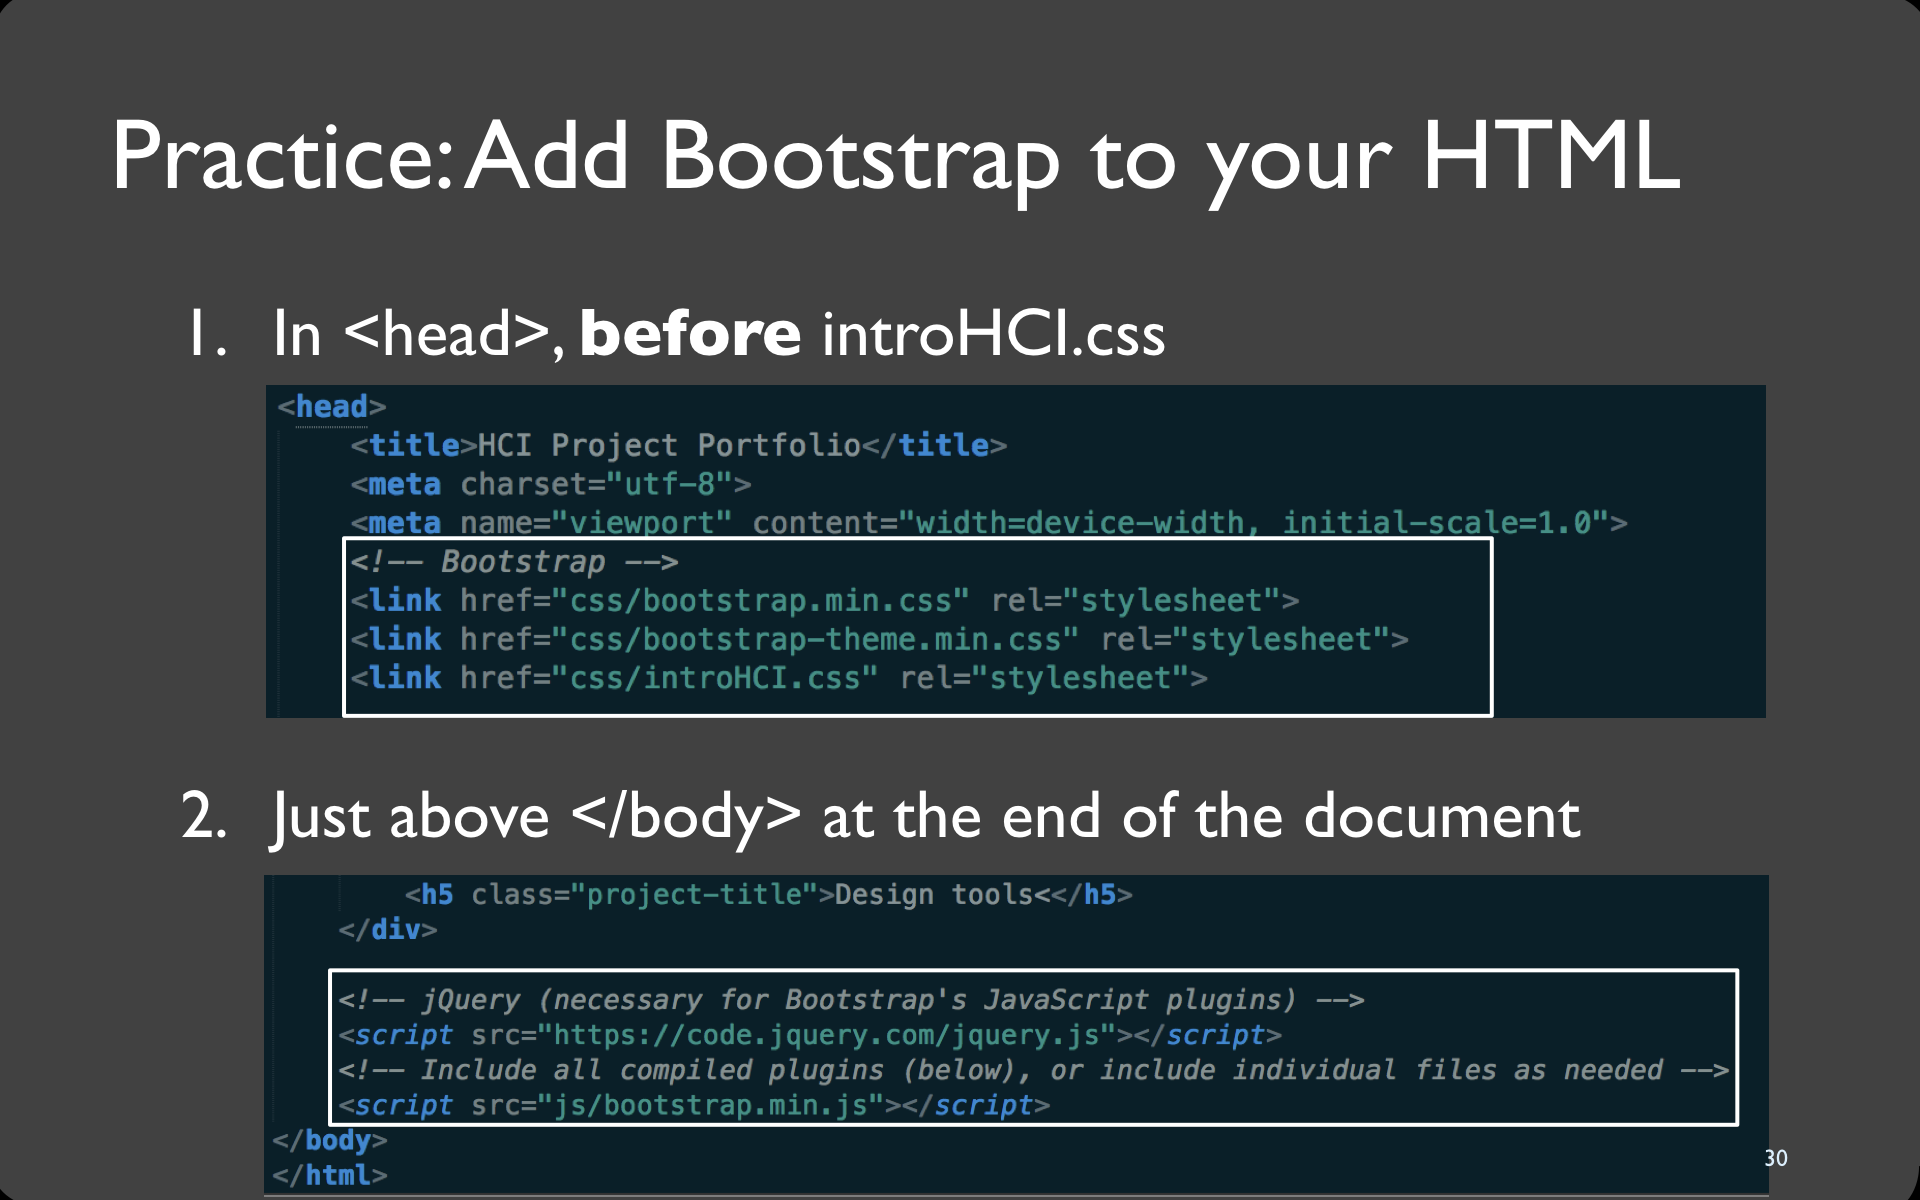 Practice: Add Bootstrap to your HTML
1. In <head>, before introHCI.css
<head>
<title>HCI Project Portfolio</title>
<meta charset="utf-8">
<meta name="viewport" content="width=device-width, initial-scale=1.0">
<!-- Bootstrap -->
<link href="css/bootstrap.min.css" rel="stylesheet">
<link href="css/bootstrap-theme.min.css" rel="stylesheet">
<link href="css/introHCI.css" rel="stylesheet">
2. Just above </body> at the end of the document
<h5 class="project-title">Design tools<</h5>
</div>
<!-- jQuery (necessary for Bootstrap's JavaScript plugins) -->
<script src="https://code.jquery.com/jquery.js"></script>
<!-- Include all compiled plugins (below), or include individual files as needed -->
<script src="js/bootstrap.min.js"></script>
</body>
</html>
30